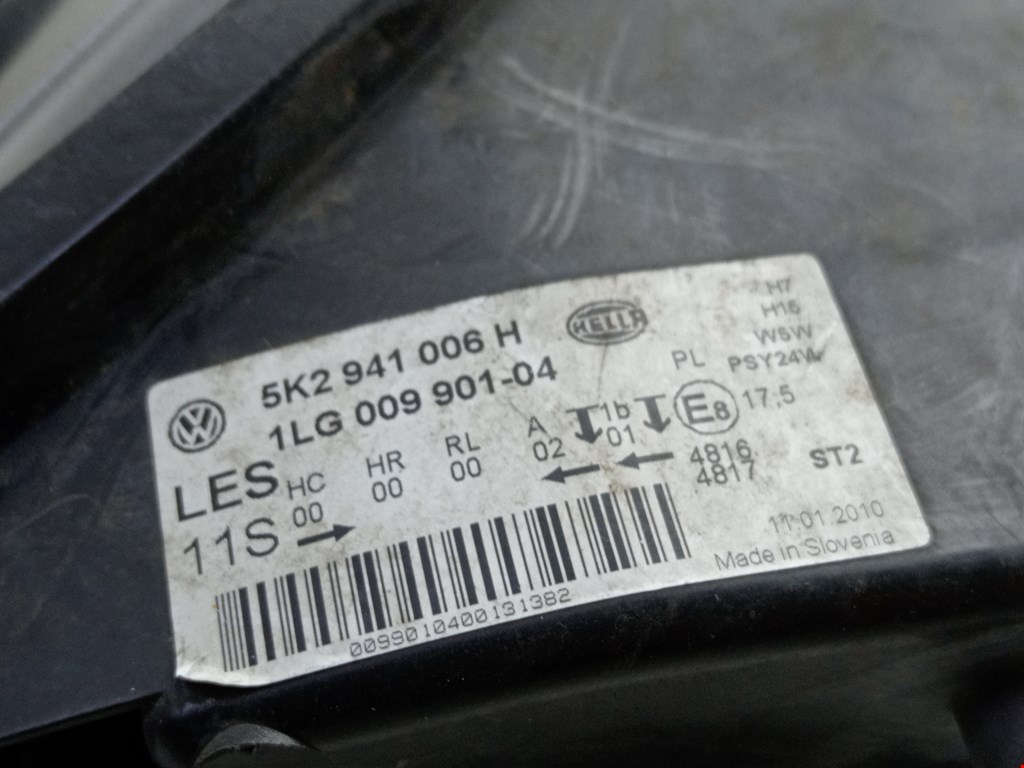 5K2 941 006 H
1LG 009 901-04
HELLA
H7
H15
W5W
PL PSY24W
LES HC HR RL A 1b E8 17,5
00 00 00 02 01
11S
4816
4817
ST2
11.01.2010
Made in Slovenia
0099010400131382